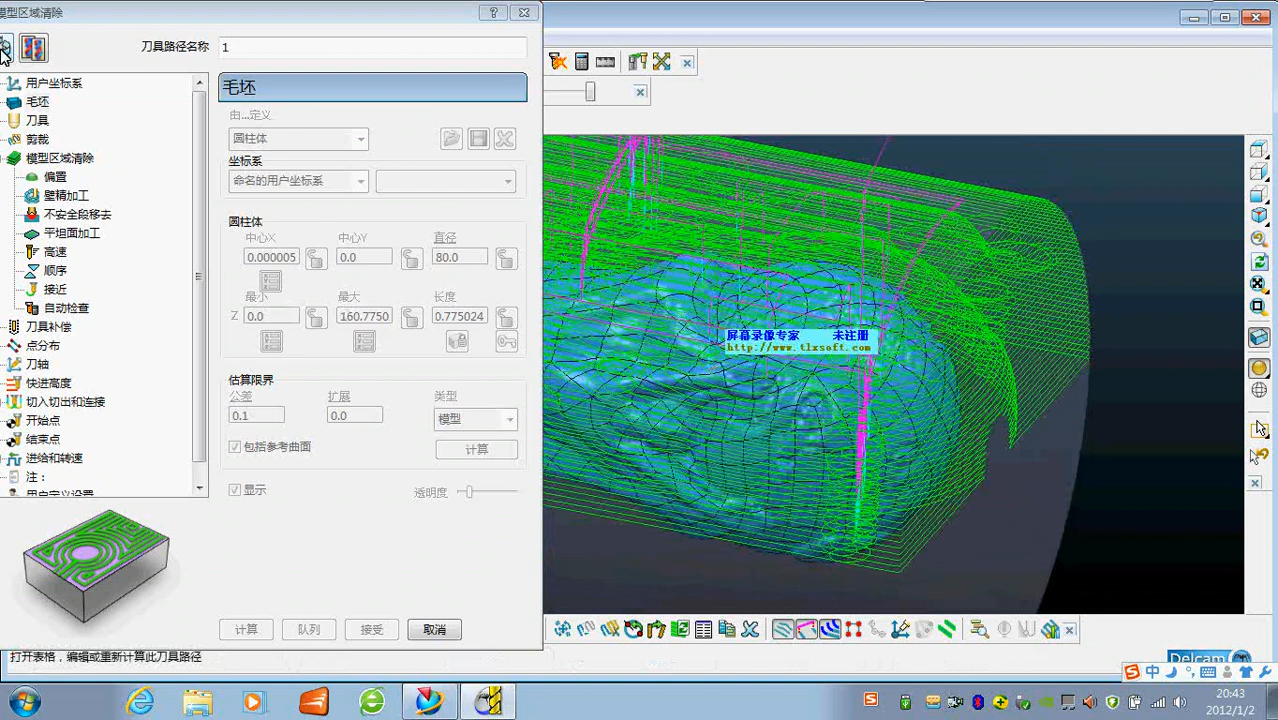 模型区域清除
刀具路径名称 1
用户坐标系
毛坯
刀具
剪裁
模型区域清除
偏置
壁精加工
不安全段移去
平坦面加工
高速
顺序
接近
自动检查
刀具补偿
点分布
刀轴
快进高度
切入切出和连接
开始点
结束点
进给和转速
注：
用户定义设置
毛坯
由...定义
圆柱体
坐标系
命名的用户坐标系
圆柱体
中心X 中心Y 直径
0.000005 0.0 80.0
最小 最大 长度
Z 0.0 160.7750 0.775024
估算限界
公差 扩展 类型
0.1 0.0 模型
包括参考曲面 计算
显示 透明度
计算 队列 接受 取消
打开表格，编辑或重新计算此刀具路径
屏幕录像专家 未注册
http://www.tlxsoft.com
Delcam
中
20:43
2012/1/2